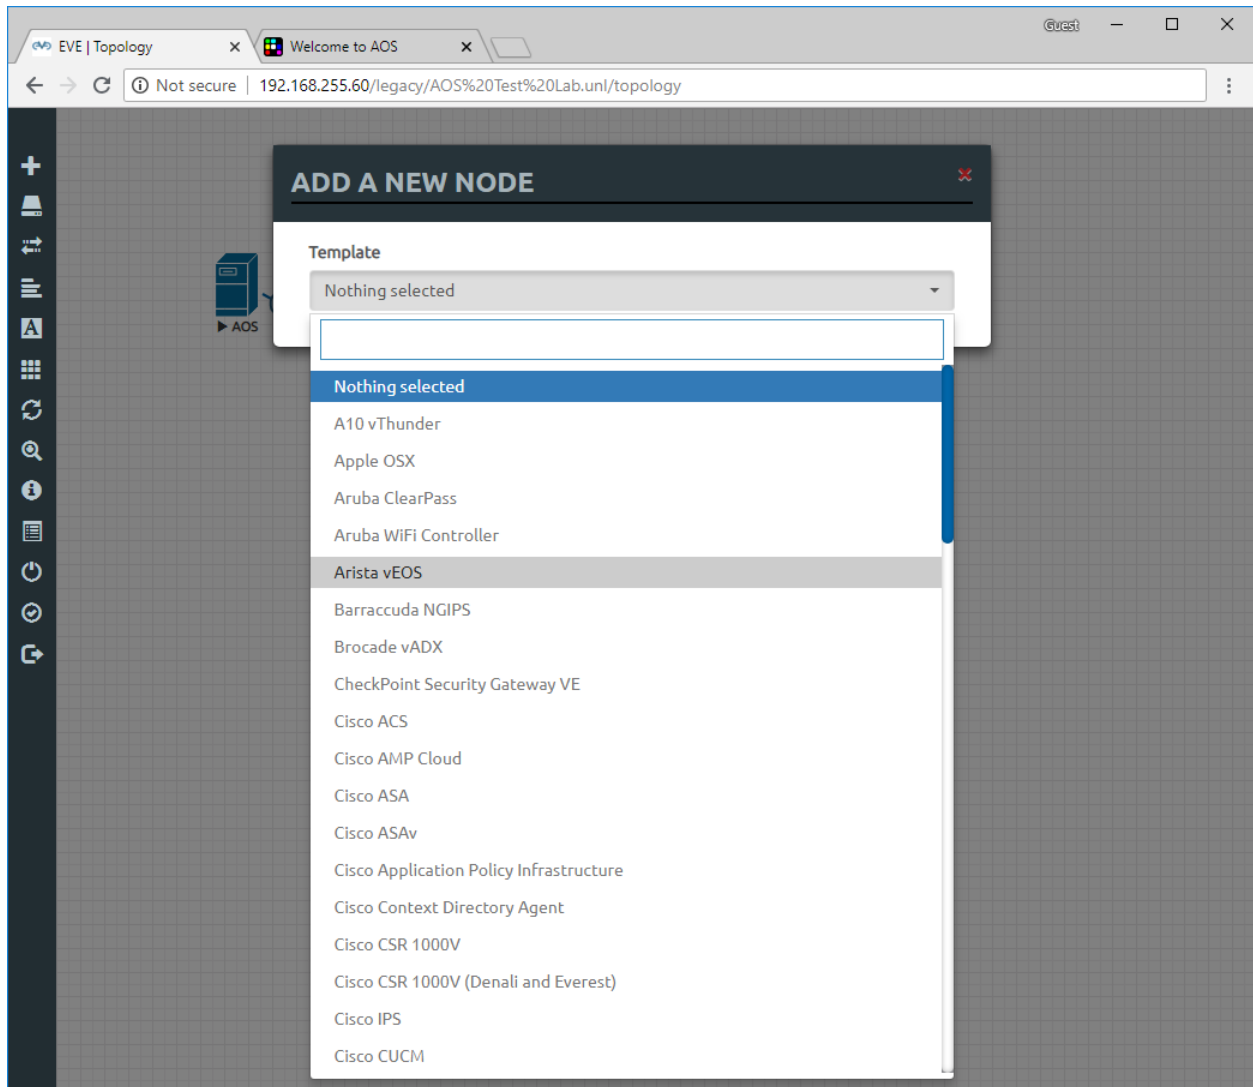 Guest
EVE | Topology
Welcome to AOS
Not secure | 192.168.255.60/legacy/AOS%20Test%20Lab.unl/topology
ADD A NEW NODE
Template
Nothing selected
AOS
A
Nothing selected
A10 vThunder
Apple OSX
Aruba ClearPass
Aruba WiFi Controller
Arista vEOS
Barraccuda NGIPS
Brocade vADX
CheckPoint Security Gateway VE
Cisco ACS
Cisco AMP Cloud
Cisco ASA
Cisco ASAv
Cisco Application Policy Infrastructure
Cisco Context Directory Agent
Cisco CSR 1000V
Cisco CSR 1000V (Denali and Everest)
Cisco IPS
Cisco CUCM